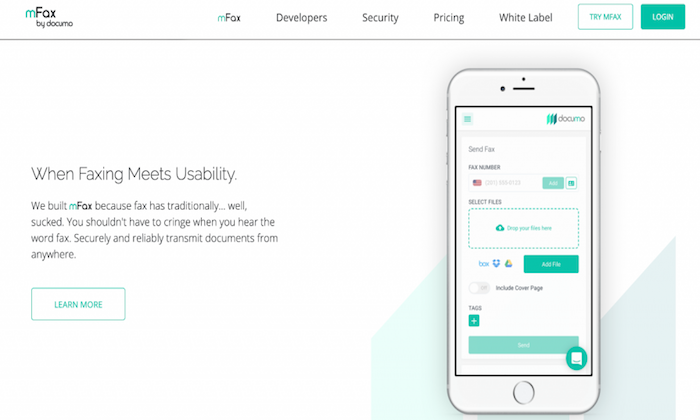 mFax
by documo
mFax
Developers
Security
Pricing
White Label
TRY MFAX
LOGIN
When Faxing Meets Usability.
We built mFax because fax has traditionally... well,
sucked. You shouldn't have to cringe when you hear the
word fax. Securely and reliably transmit documents from
anywhere.
LEARN MORE
documo
Send Fax
FAX NUMBER
Add
SELECT FILES
Drop your files here
box
Add File
Off
Include Cover Page
TAGS
+
Send